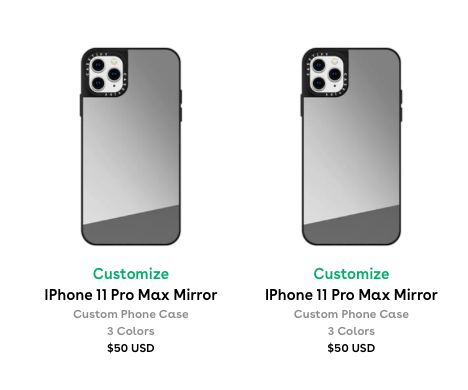 Customize
IPhone 11 Pro Max Mirror
Custom Phone Case
3 Colors
$50 USD
Customize
IPhone 11 Pro Max Mirror
Custom Phone Case
3 Colors
$50 USD